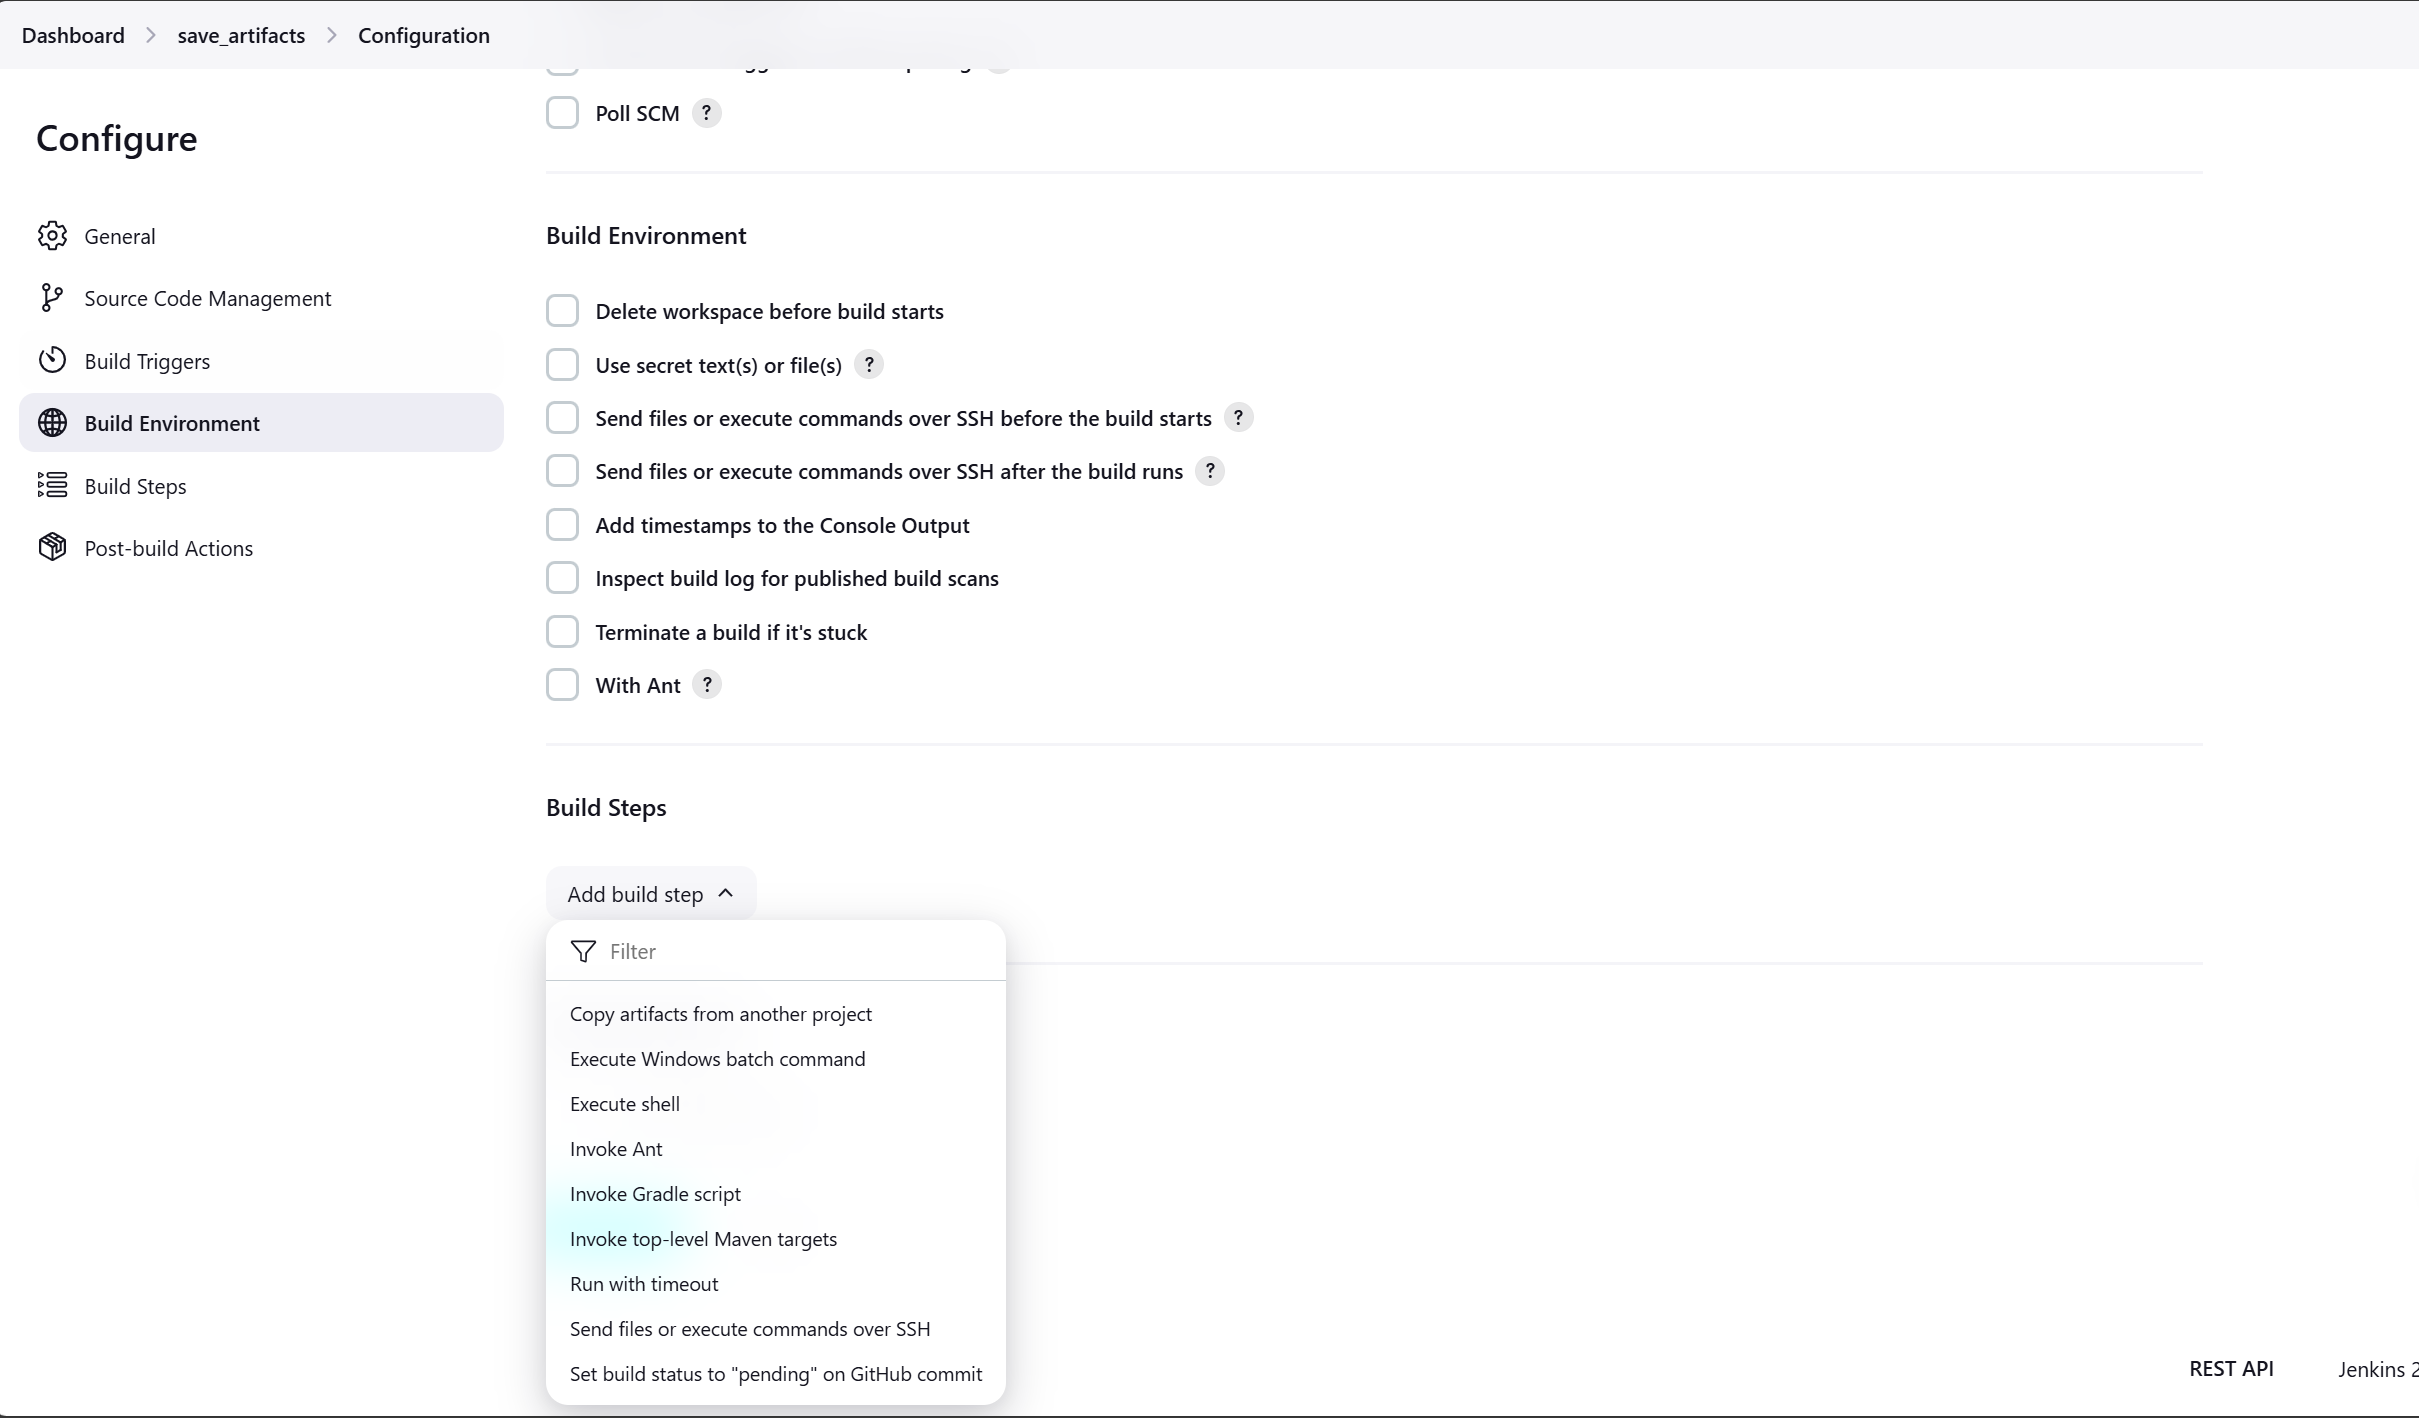 Dashboard > save_artifacts > Configuration
Configure
General
Source Code Management
Build Triggers
Build Environment
Build Steps
Post-build Actions
Poll SCM ?
Build Environment
Delete workspace before build starts
Use secret text(s) or file(s) ?
Send files or execute commands over SSH before the build starts ?
Send files or execute commands over SSH after the build runs ?
Add timestamps to the Console Output
Inspect build log for published build scans
Terminate a build if it's stuck
With Ant ?
Build Steps
Add build step
Filter
Copy artifacts from another project
Execute Windows batch command
Execute shell
Invoke Ant
Invoke Gradle script
Invoke top-level Maven targets
Run with timeout
Send files or execute commands over SSH
Set build status to "pending" on GitHub commit
REST API
Jenkins 2